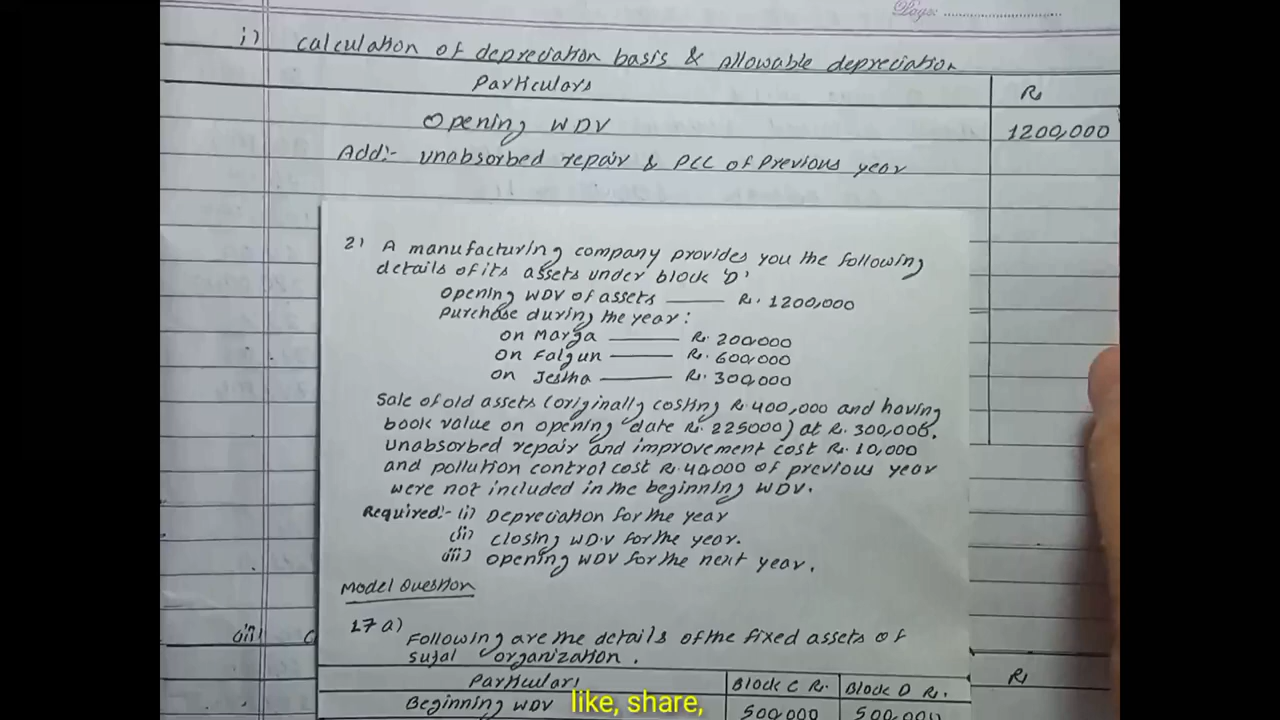 Page: ........................
i) calculation of depreciation basis & Allowable depreciation
Particulars Rs
Opening WDV 1200,000
Add:- unabsorbed repair & PCC of Previous year
2) A manufacturing company provides you the following
details of its assets under block 'D'
Opening WDV of assets —— Rs. 1200,000
Purchase during the year:
on Marga —— Rs. 200,000
on Falgun —— Rs. 600,000
on Jestha —— Rs. 300,000
Sale of old assets (originally costing Rs. 400,000 and having
book value on opening date Rs. 225000) at Rs. 300,000.
unabsorbed repair and improvement cost Rs. 10,000
and pollution control cost Rs. 40,000 of previous year
were not included in the beginning WDV.
Required:- (i) Depreciation for the year
(ii) closing WDV for the year.
(iii) opening WDV for the next year.
Model Question
17 a) Following are the details of the fixed assets of
sujal organization.
iii) C Rs
Particulars Block C Rs. Block D Rs.
Beginning WDV 500,000 500,000
like, share,